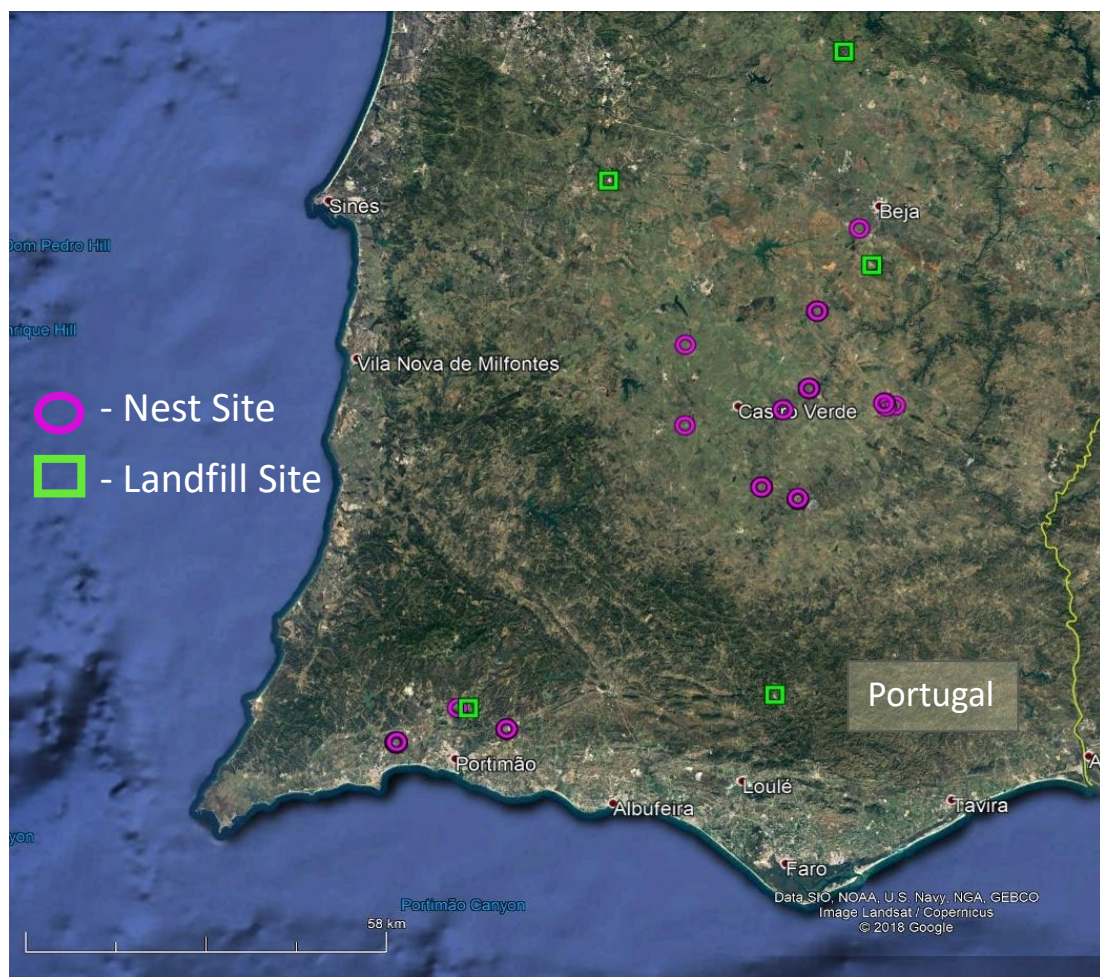 Sines
Beja
Dom Pedro Hill
nrique Hill
Vila Nova de Milfontes
- Nest Site
Castro Verde
- Landfill Site
Portugal
Portimão
A
Loulé
Albufeira
Tavira
yon
Faro
Portimão Canyon
Data SIO, NOAA, U.S. Navy, NGA, GEBCO
Image Landsat / Copernicus
© 2018 Google
58 km